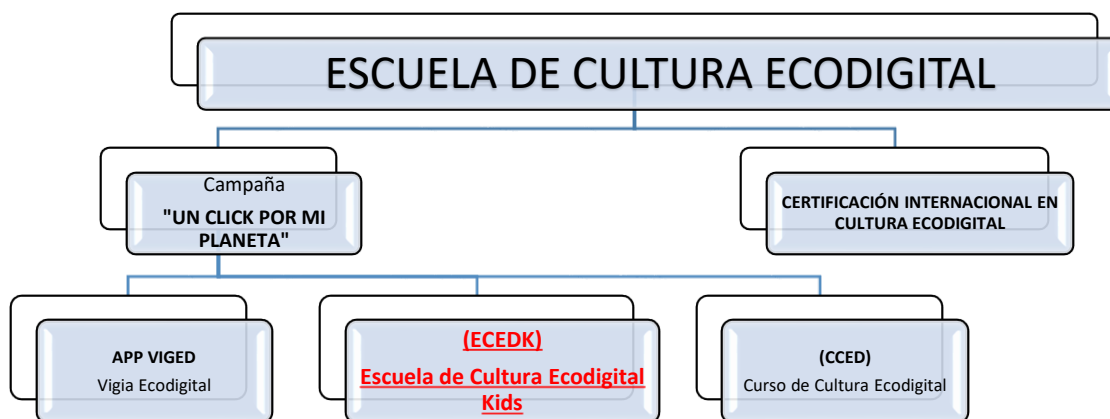 ESCUELA DE CULTURA ECODIGITAL
Campaña
"UN CLICK POR MI
PLANETA"
CERTIFICACIÓN INTERNACIONAL EN
CULTURA ECODIGITAL
APP VIGED
Vigia Ecodigital
(ECEDK)
Escuela de Cultura Ecodigital
Kids
(CCED)
Curso de Cultura Ecodigital